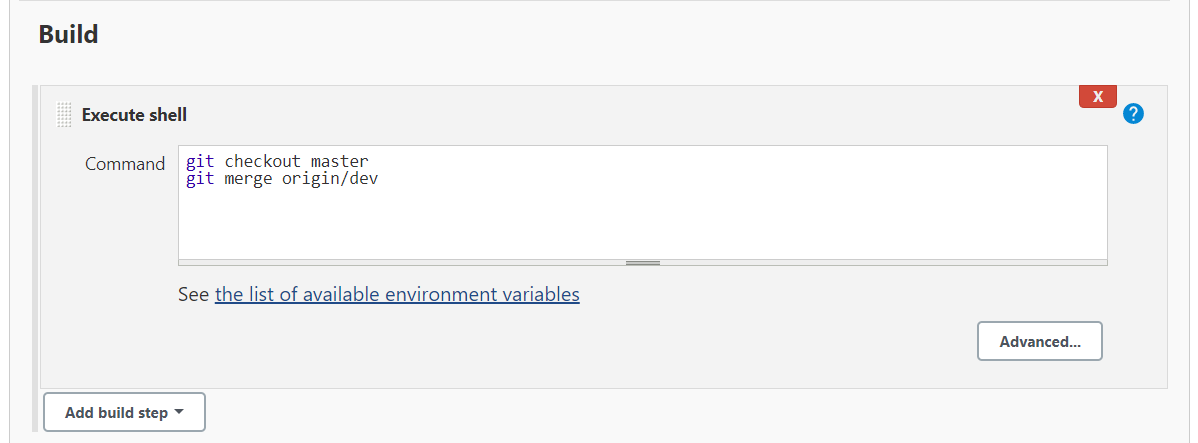 Build
Execute shell
X
?
Command
git checkout master
git merge origin/dev
See the list of available environment variables
Advanced...
Add build step